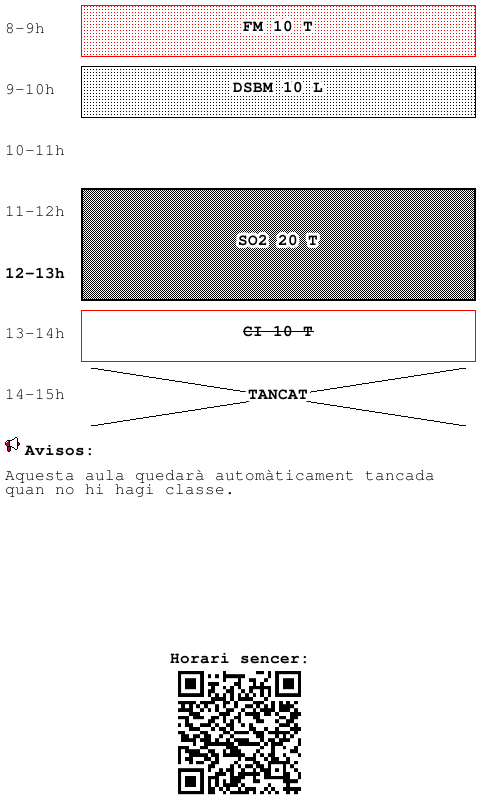 8-9h
FM 10 T
9-10h
DSBM 10 L
10-11h
11-12h
SO2 20 T
12-13h
13-14h
CI 10 T
14-15h
TANCAT
Avisos:
Aquesta aula quedarà automàticament tancada
quan no hi hagi classe.
Horari sencer: